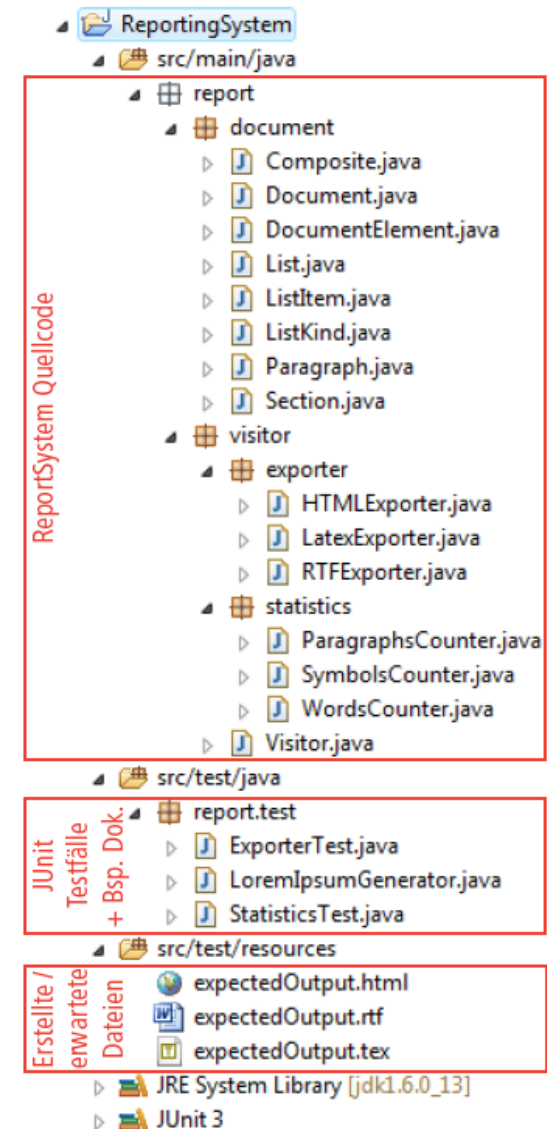 ReportingSystem
src/main/java
ReportSystem Quellcode
report
document
Composite.java
Document.java
DocumentElement.java
List.java
ListItem.java
ListKind.java
Paragraph.java
Section.java
visitor
exporter
HTMLExporter.java
LatexExporter.java
RTFExporter.java
statistics
ParagraphsCounter.java
SymbolsCounter.java
WordsCounter.java
Visitor.java
src/test/java
JUnit
Testfälle
+ Bsp. Dok.
report.test
ExporterTest.java
LoremIpsumGenerator.java
StatisticsTest.java
src/test/resources
Erstellte /
erwartete
Dateien
expectedOutput.html
expectedOutput.rtf
expectedOutput.tex
JRE System Library [jdk1.6.0_13]
JUnit 3